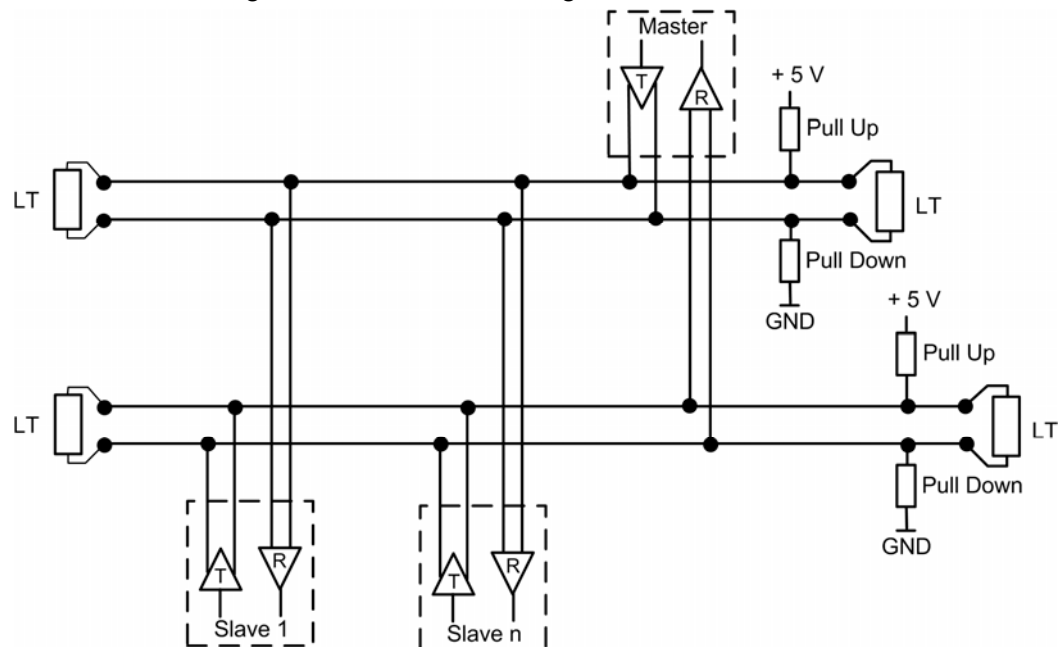 Master
T
R
+ 5 V
Pull Up
LT
LT
Pull Down
GND
+ 5 V
Pull Up
LT
LT
Pull Down
GND
T
R
Slave 1
T
R
Slave n